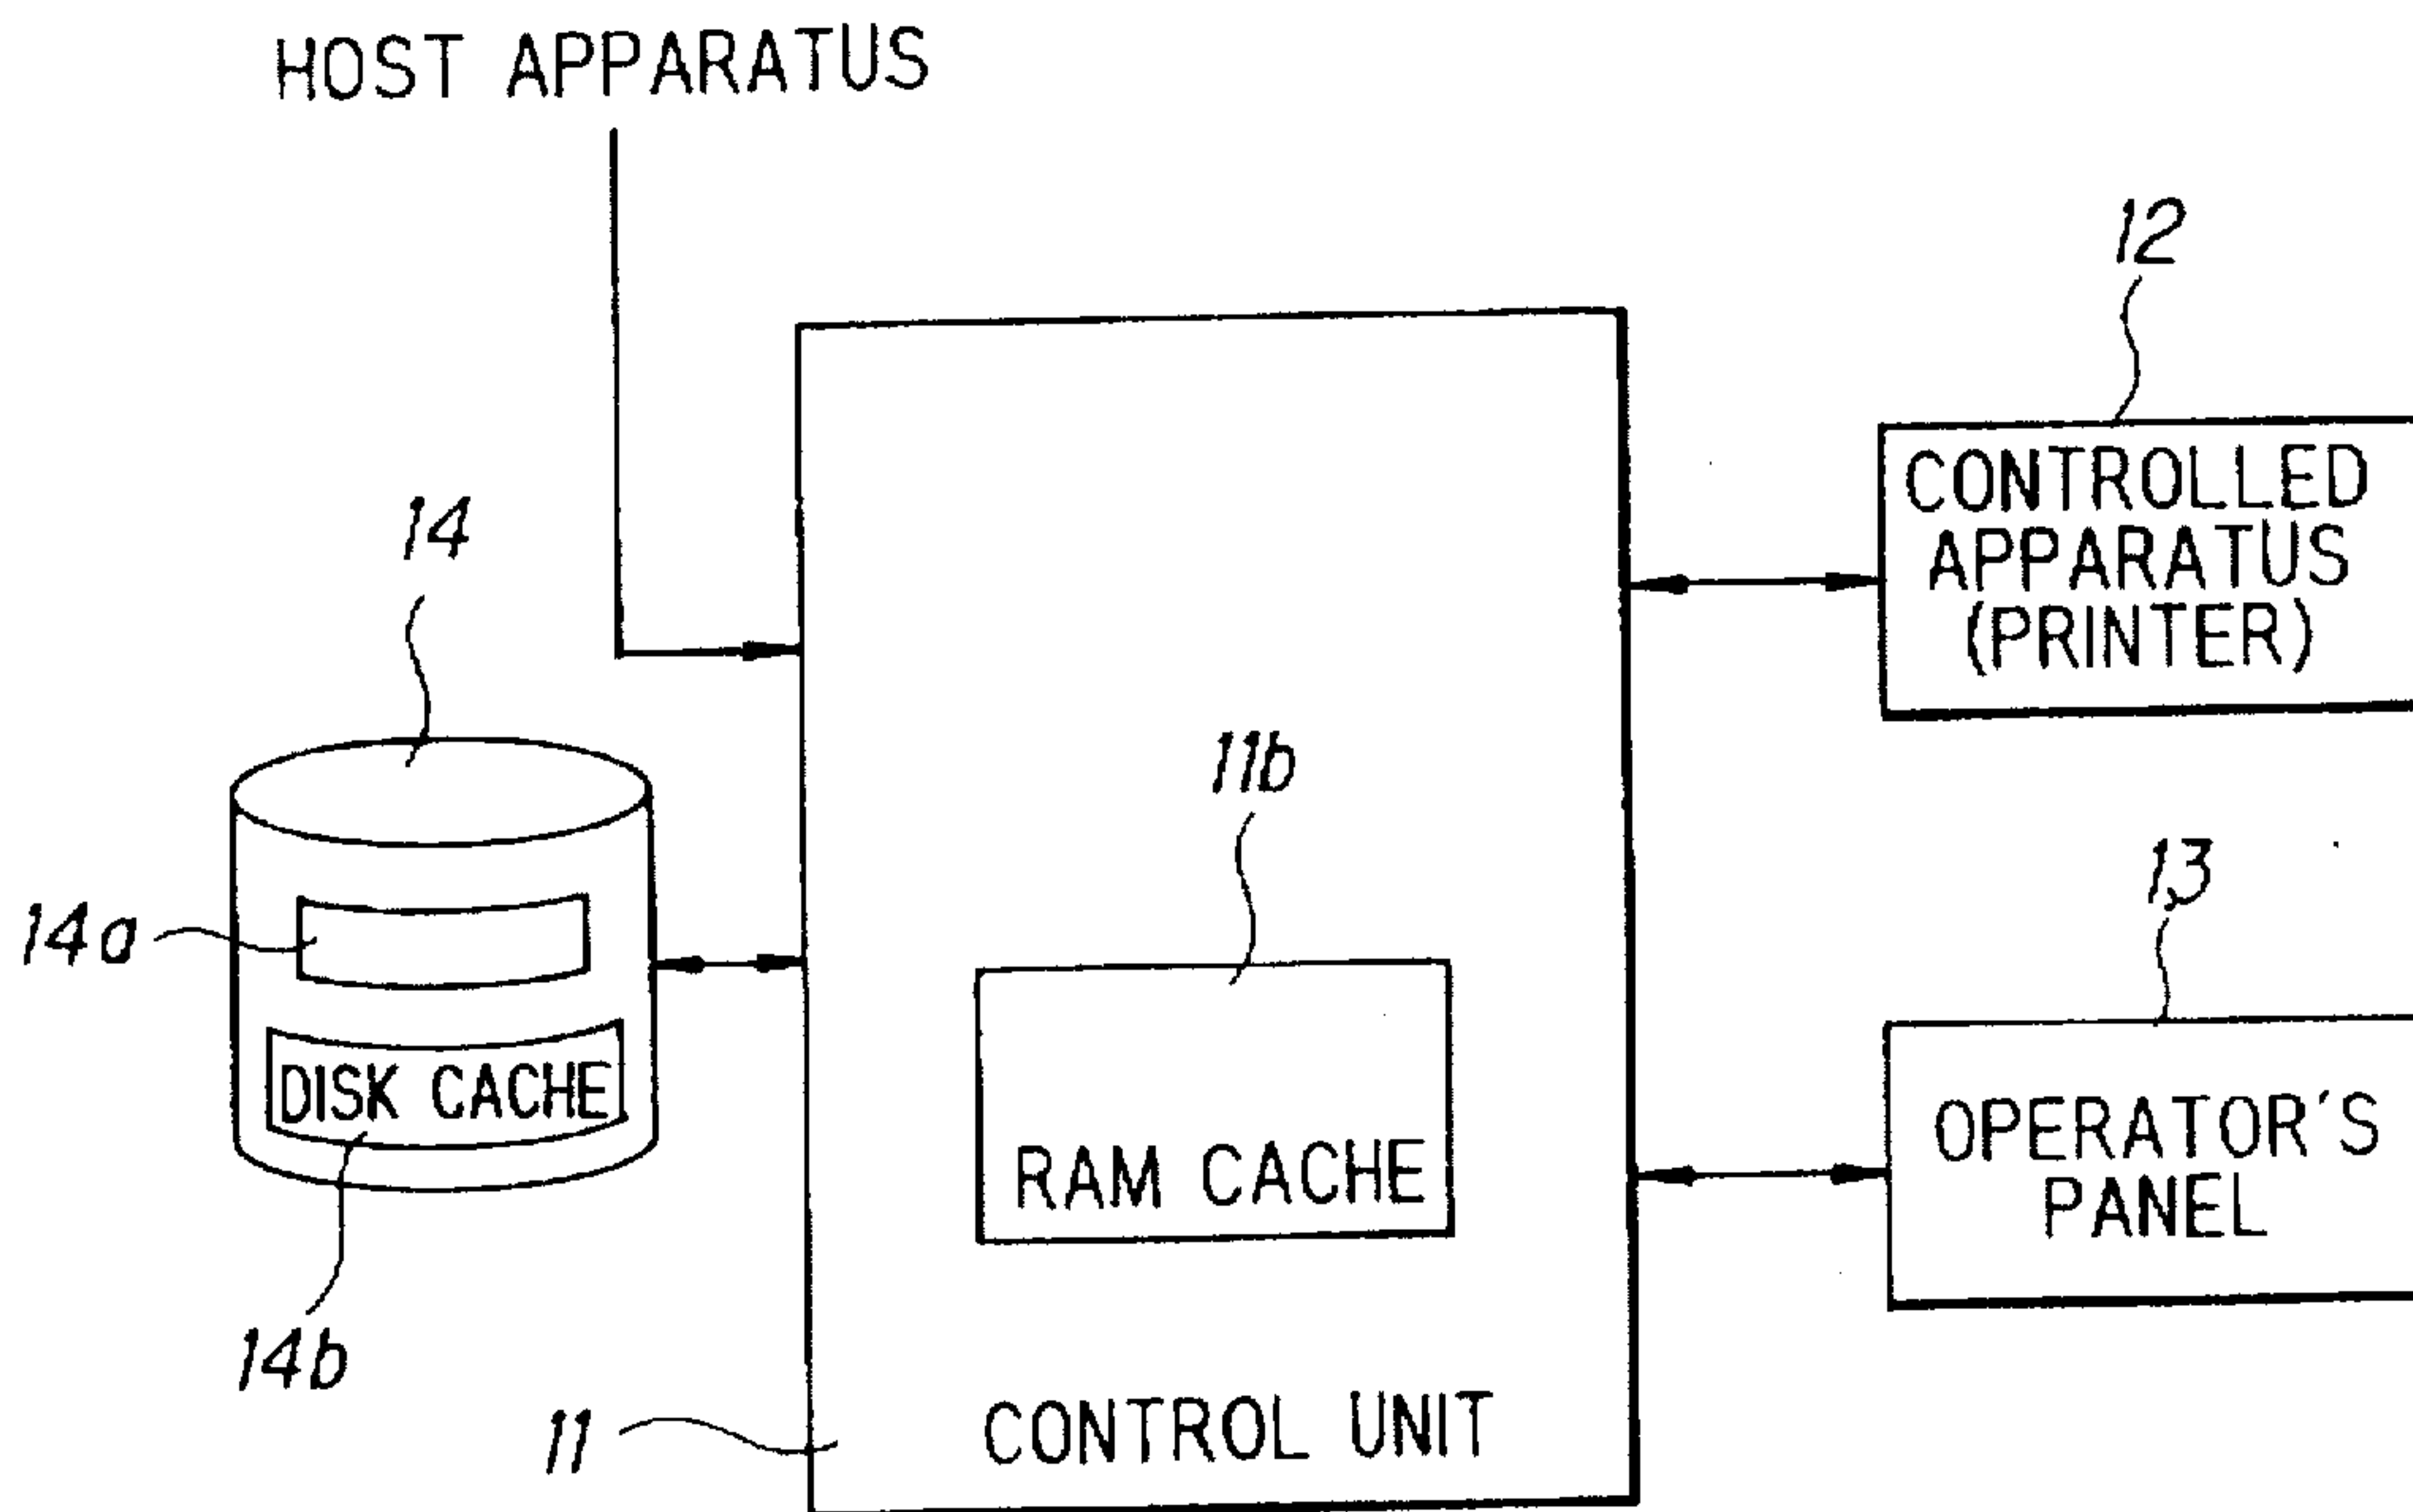 HOST APPARATUS
12
CONTROLLED
APPARATUS
(PRINTER)
14
11b
13
14a
DISK CACHE
RAM CACHE
OPERATOR'S
PANEL
14b
11
CONTROL UNIT